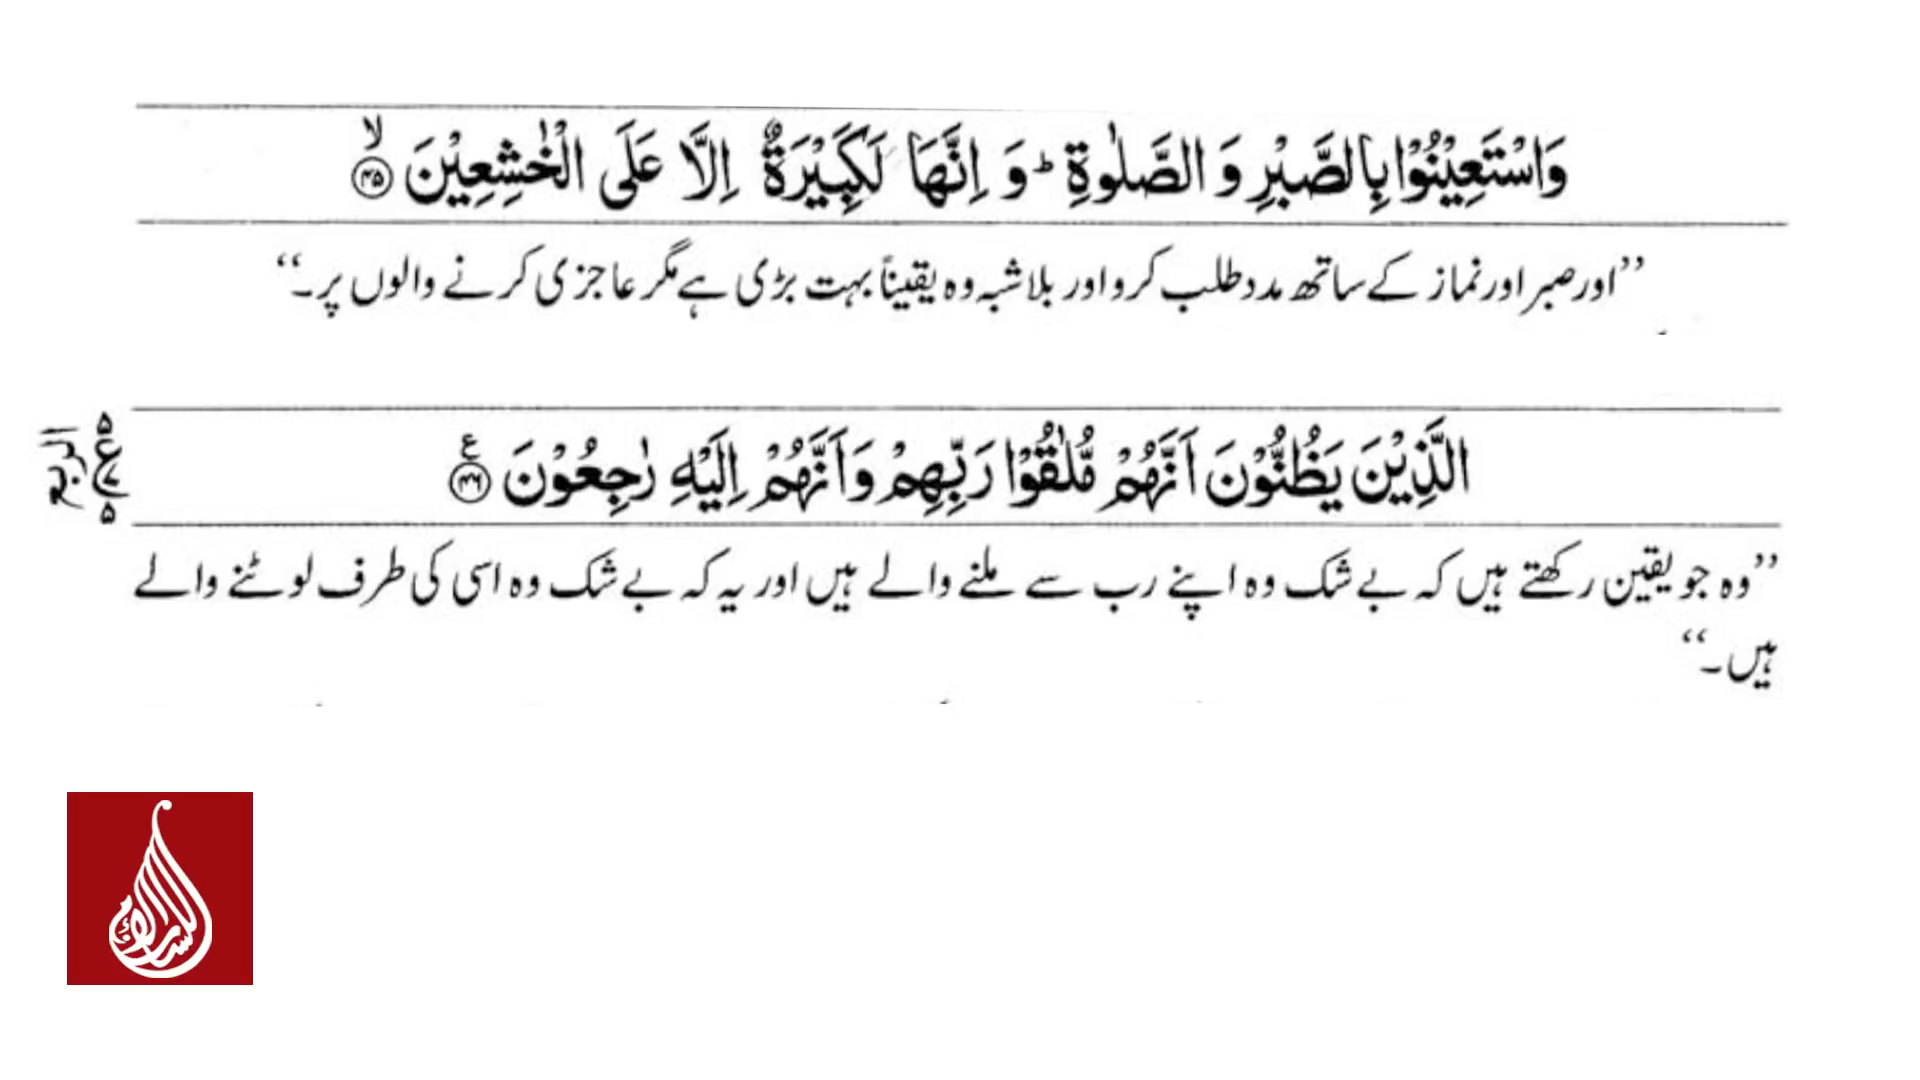 وَاسْتَعِيْنُوْا بِالصَّبْرِ وَ الصَّلٰوةِ ؕ وَ اِنَّهَا لَكَبِيْرَةٌ اِلَّا عَلَى الْخٰشِعِيْنَ ۙ﴿۴۵﴾
’’اور صبر اور نماز کے ساتھ مدد طلب کرو اور بلاشبہ وہ یقیناً بہت بڑی ہے مگر عاجزی کرنے والوں پر۔‘‘
الَّذِيْنَ يَظُنُّوْنَ اَنَّهُمْ مُّلٰقُوْا رَبِّهِمْ وَاَنَّهُمْ اِلَيْهِ رٰجِعُوْنَ ﴿۴۶﴾ ع
’’وہ جو یقین رکھتے ہیں کہ بے شک وہ اپنے رب سے ملنے والے ہیں اور یہ کہ بے شک وہ اسی کی طرف لوٹنے والے
ہیں۔‘‘